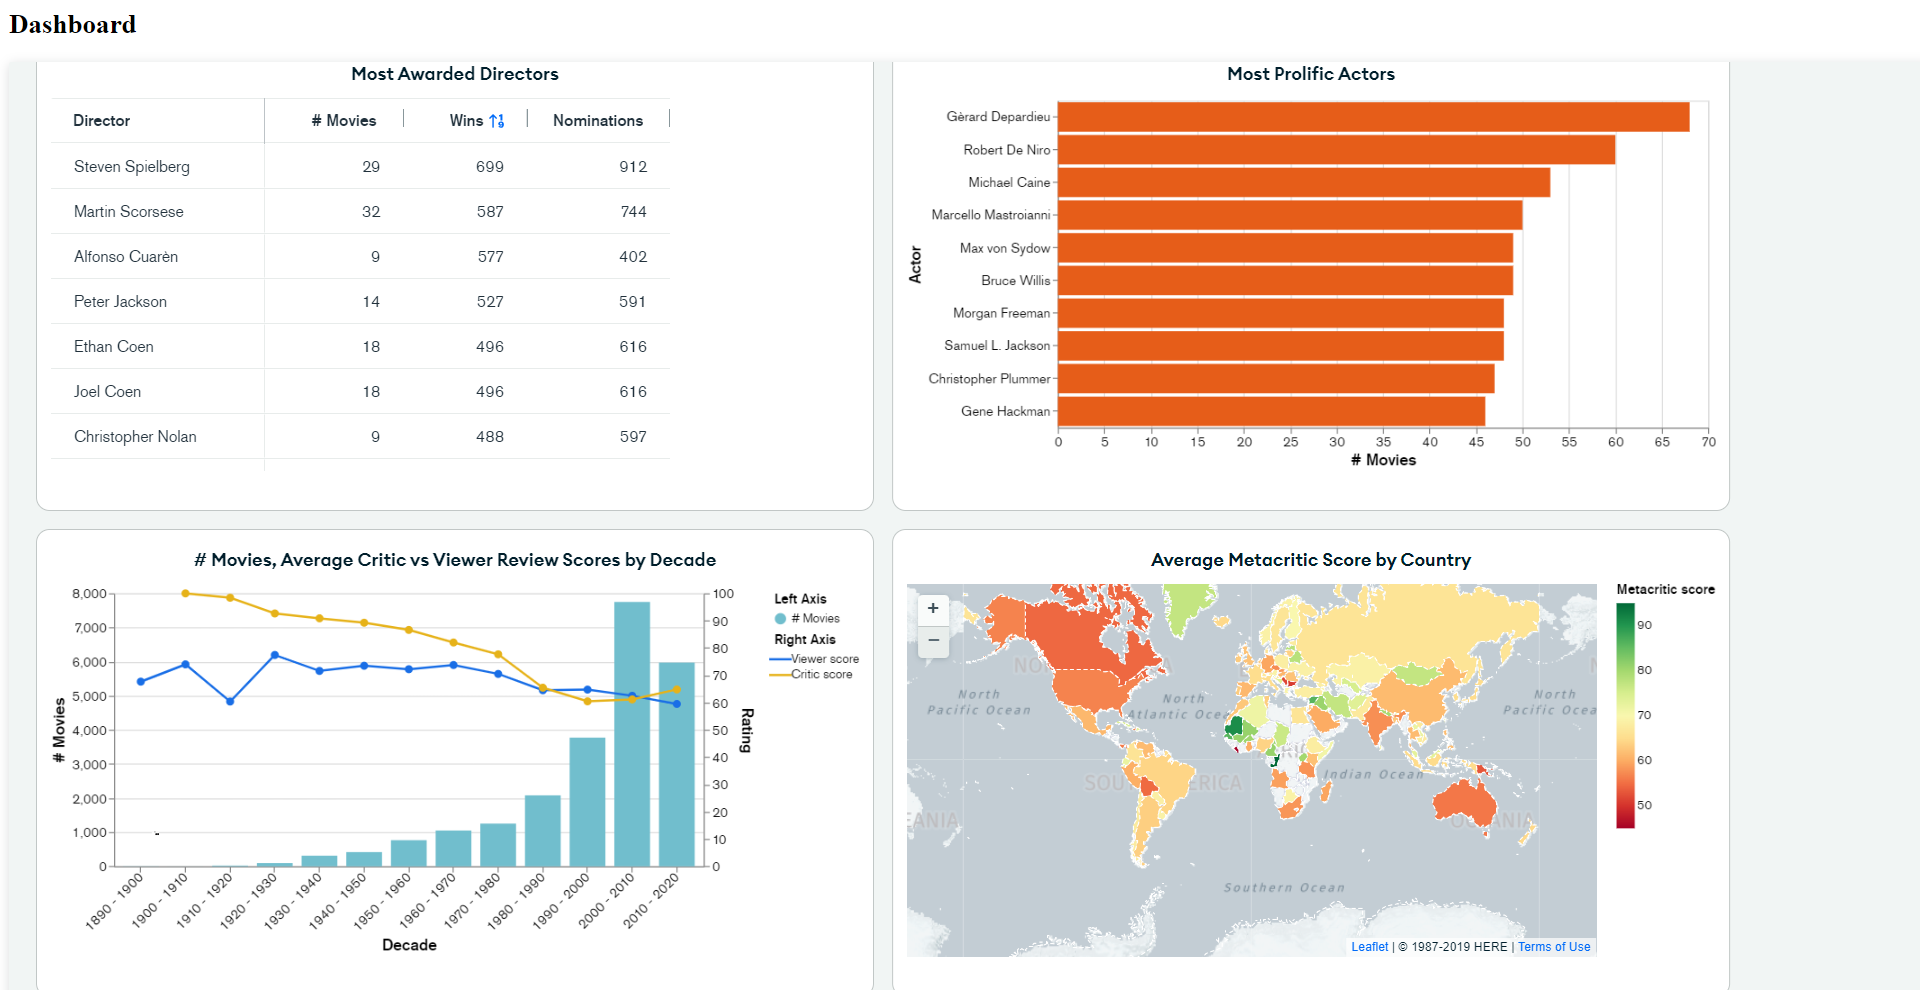 Dashboard
Most Awarded Directors
Director # Movies Wins Nominations
Steven Spielberg 29 699 912
Martin Scorsese 32 587 744
Alfonso Cuarèn 9 577 402
Peter Jackson 14 527 591
Ethan Coen 18 496 616
Joel Coen 18 496 616
Christopher Nolan 9 488 597
Most Prolific Actors
Actor
Gèrard Depardieu
Robert De Niro
Michael Caine
Marcello Mastroianni
Max von Sydow
Bruce Willis
Morgan Freeman
Samuel L. Jackson
Christopher Plummer
Gene Hackman
0 5 10 15 20 25 30 35 40 45 50 55 60 65 70
# Movies
# Movies, Average Critic vs Viewer Review Scores by Decade
# Movies
8,000
7,000
6,000
5,000
4,000
3,000
2,000
1,000
0
100
90
80
70
60
50
40
30
20
10
0
Rating
1890 - 1900
1900 - 1910
1910 - 1920
1920 - 1930
1930 - 1940
1940 - 1950
1950 - 1960
1960 - 1970
1970 - 1980
1980 - 1990
1990 - 2000
2000 - 2010
2010 - 2020
Decade
Left Axis
# Movies
Right Axis
Viewer score
Critic score
Average Metacritic Score by Country
+
−
North
Pacific Ocean
North
Atlantic Oce
North
Pacific Ocea
Indian Ocean
Southern Ocean
Leaflet | © 1987-2019 HERE | Terms of Use
Metacritic score
90
80
70
60
50